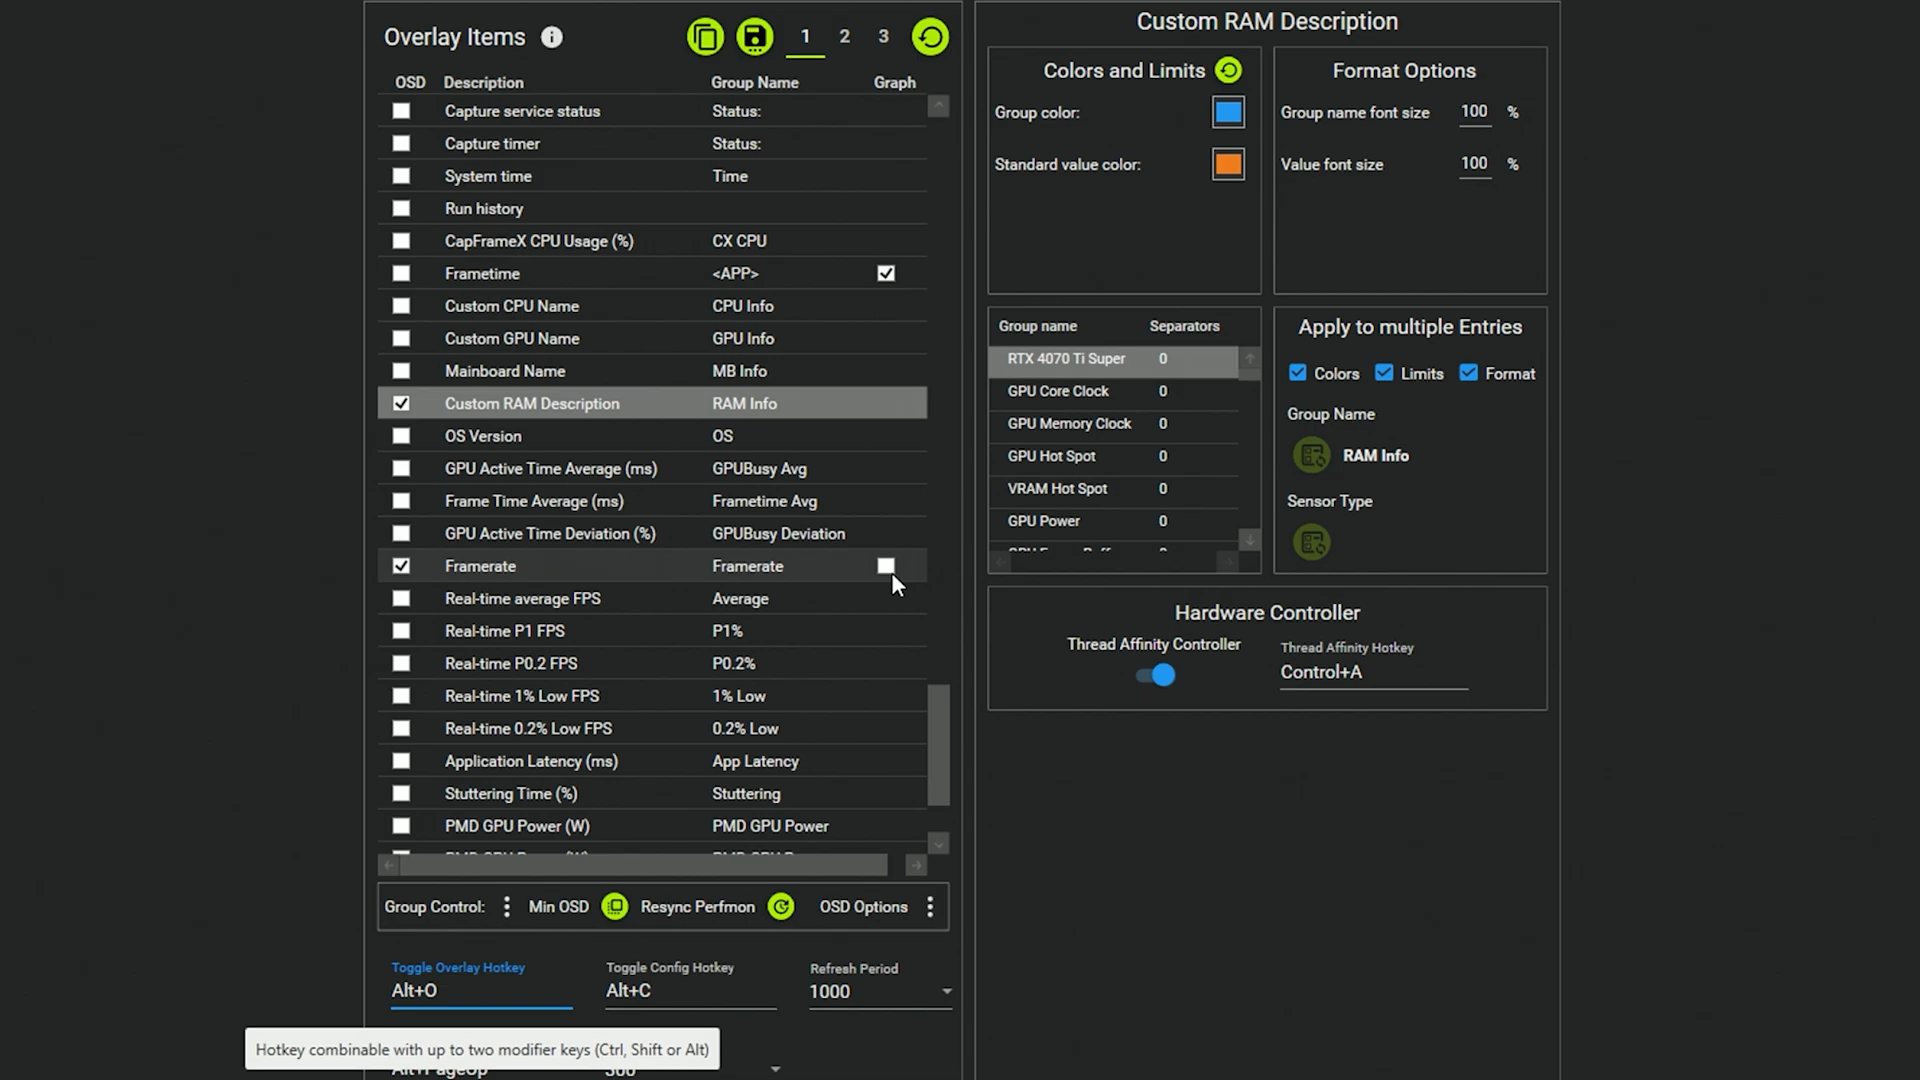 Overlay Items
1 2 3
OSD Description Group Name Graph
Capture service status Status:
Capture timer Status:
System time Time
Run history
CapFrameX CPU Usage (%) CX CPU
Frametime <APP>
Custom CPU Name CPU Info
Custom GPU Name GPU Info
Mainboard Name MB Info
Custom RAM Description RAM Info
OS Version OS
GPU Active Time Average (ms) GPUBusy Avg
Frame Time Average (ms) Frametime Avg
GPU Active Time Deviation (%) GPUBusy Deviation
Framerate Framerate
Real-time average FPS Average
Real-time P1 FPS P1%
Real-time P0.2 FPS P0.2%
Real-time 1% Low FPS 1% Low
Real-time 0.2% Low FPS 0.2% Low
Application Latency (ms) App Latency
Stuttering Time (%) Stuttering
PMD GPU Power (W) PMD GPU Power
Group Control: Min OSD Resync Perfmon OSD Options
Toggle Overlay Hotkey Toggle Config Hotkey Refresh Period
Alt+O Alt+C 1000
Hotkey combinable with up to two modifier keys (Ctrl, Shift or Alt)
Custom RAM Description
Colors and Limits
Group color:
Standard value color:
Format Options
Group name font size 100 %
Value font size 100 %
Group name Separators
RTX 4070 Ti Super 0
GPU Core Clock 0
GPU Memory Clock 0
GPU Hot Spot 0
VRAM Hot Spot 0
GPU Power 0
Apply to multiple Entries
Colors Limits Format
Group Name
RAM Info
Sensor Type
Hardware Controller
Thread Affinity Controller
Thread Affinity Hotkey
Control+A